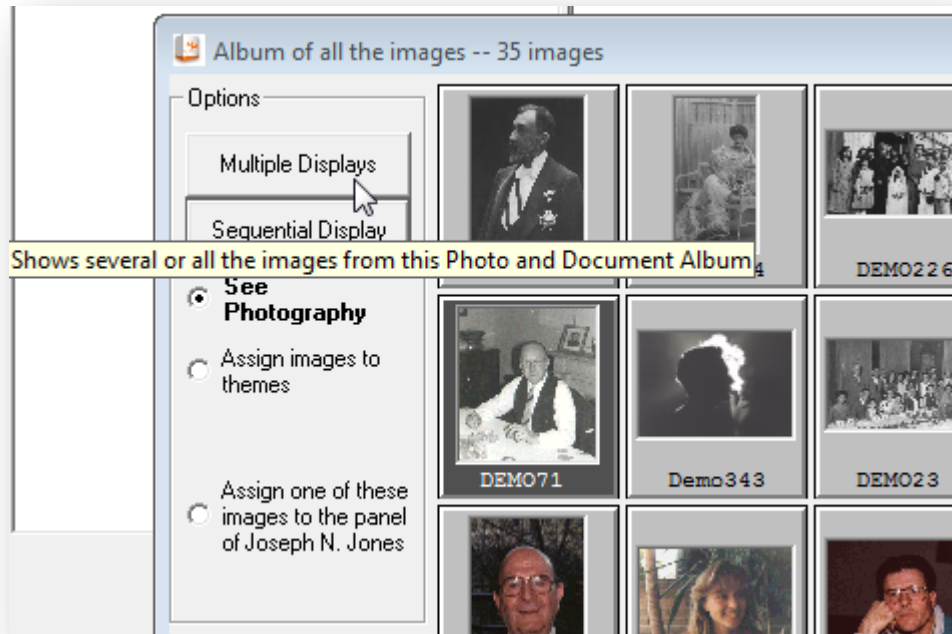 Album of all the images -- 35 images
Options
Multiple Displays
Sequential Display
Shows several or all the images from this Photo and Document Album
4
DEMO226
See
Photography
Assign images to
themes
DEMO71
Demo343
DEMO23
Assign one of these
images to the panel
of Joseph N. Jones